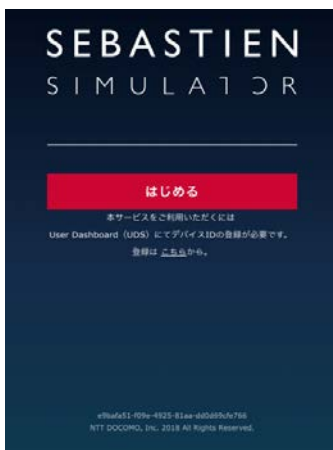 SEBASTIEN
SIMULATOR
はじめる
本サービスをご利用いただくには
User Dashboard（UDS）にてデバイスIDの登録が必要です。
登録は こちらから。
e9bafa51-f09e-4925-81aa-dd0d69cfe766
NTT DOCOMO, Inc. 2018 All Rights Reserved.